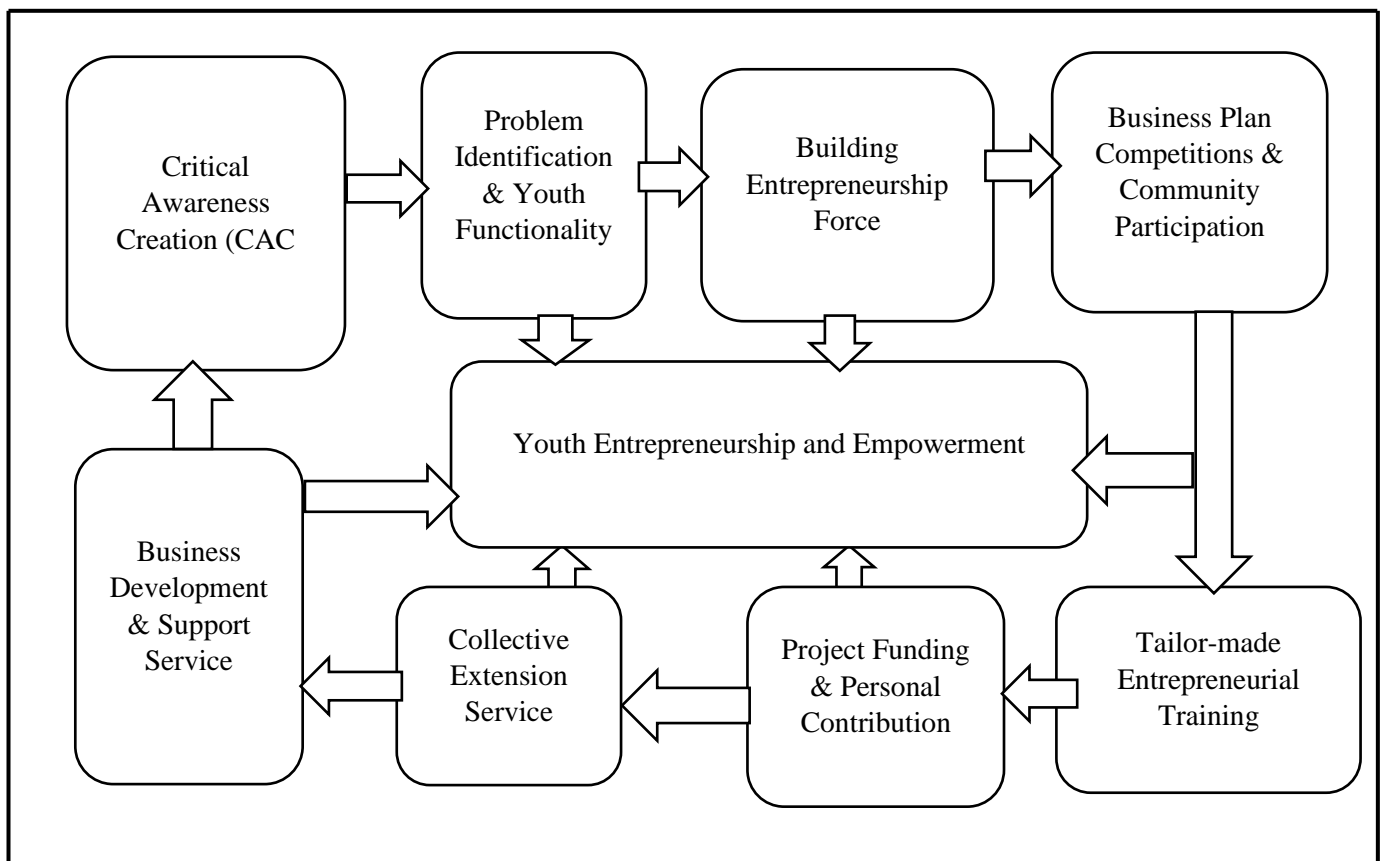 Critical
Awareness
Creation (CAC
Problem
Identification
& Youth
Functionality
Building
Entrepreneurship
Force
Business Plan
Competitions &
Community
Participation
Youth Entrepreneurship and Empowerment
Business
Development
& Support
Service
Collective
Extension
Service
Project Funding
& Personal
Contribution
Tailor-made
Entrepreneurial
Training